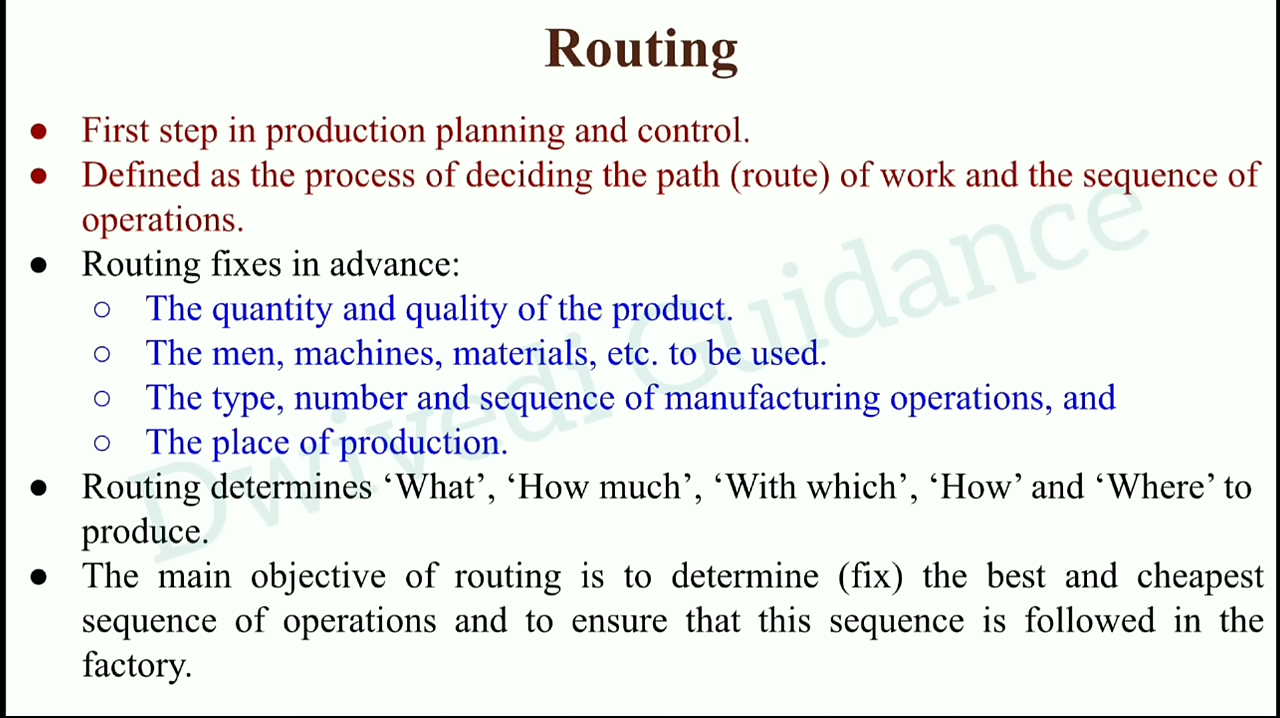 Routing
● First step in production planning and control.
● Defined as the process of deciding the path (route) of work and the sequence of
operations.
● Routing fixes in advance:
○ The quantity and quality of the product.
○ The men, machines, materials, etc. to be used.
○ The type, number and sequence of manufacturing operations, and
○ The place of production.
● Routing determines ‘What’, ‘How much’, ‘With which’, ‘How’ and ‘Where’ to
produce.
● The main objective of routing is to determine (fix) the best and cheapest
sequence of operations and to ensure that this sequence is followed in the
factory.
Dwivedi Guidance